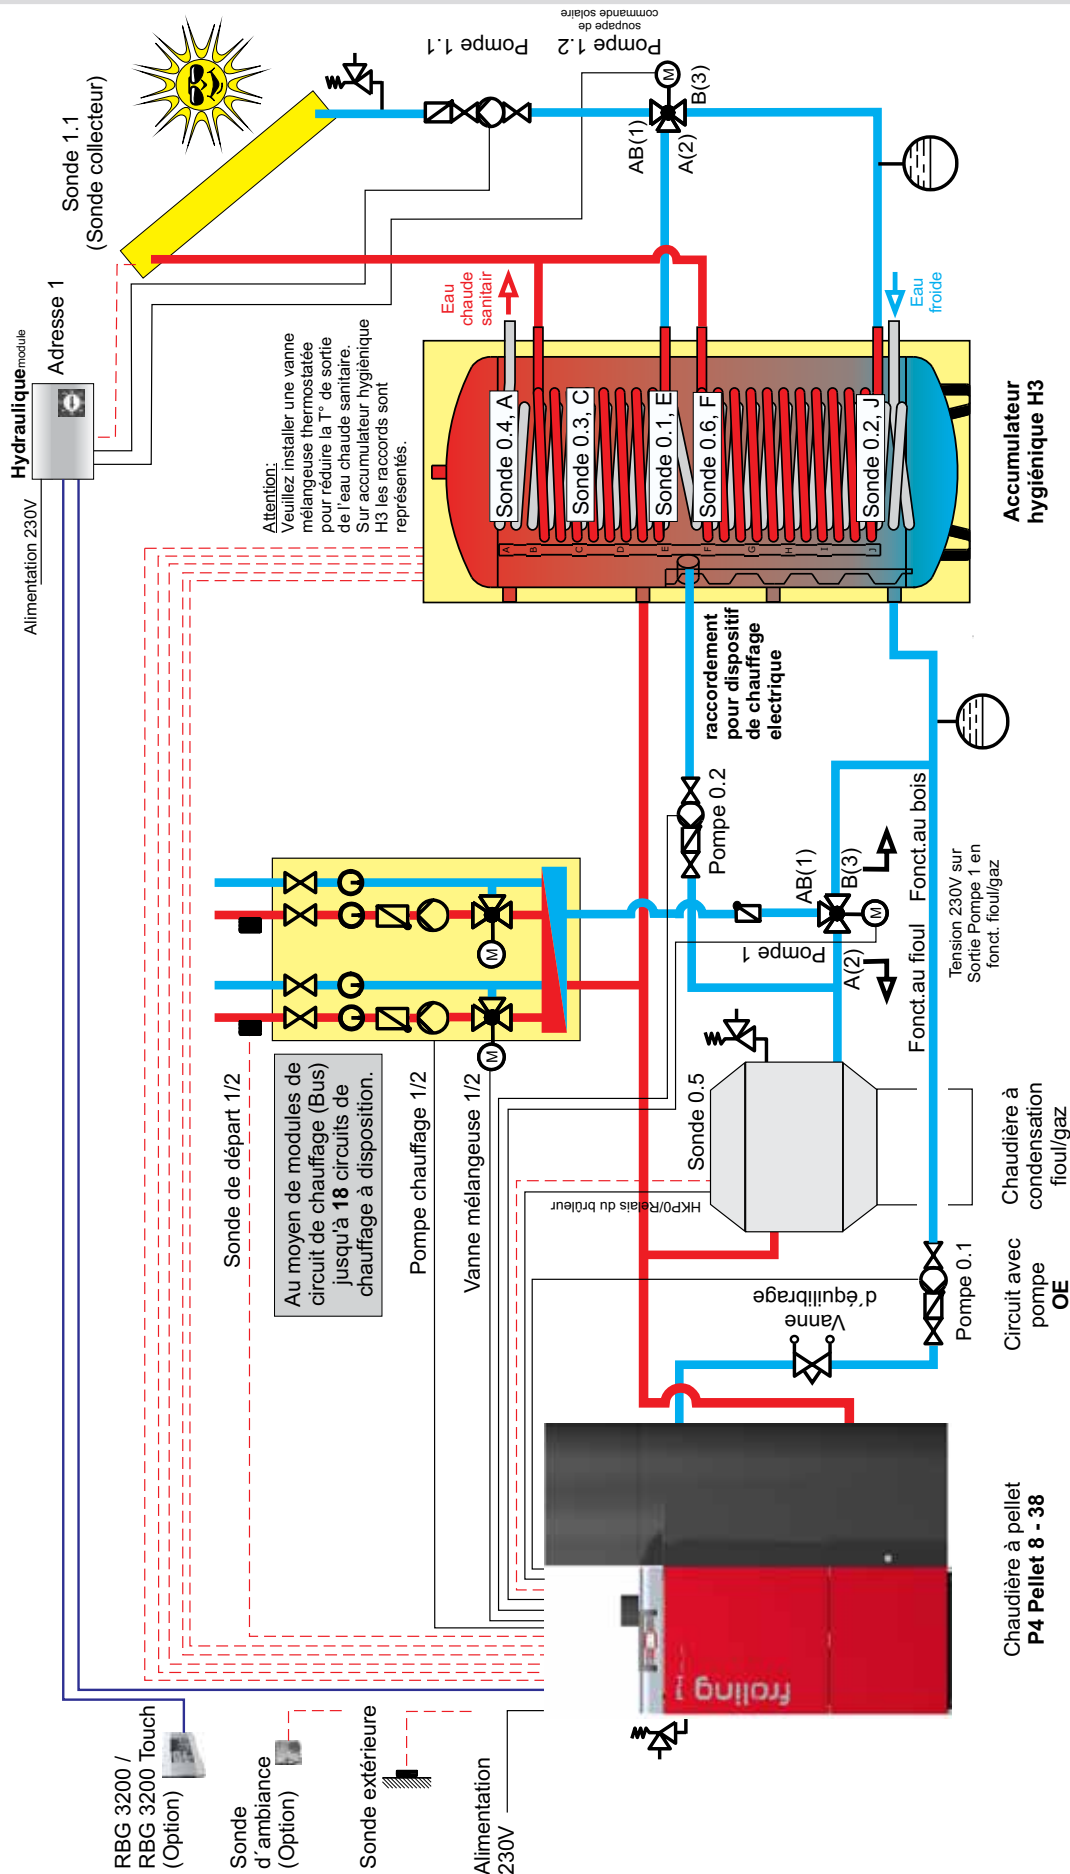 RBG 3200 /
RBG 3200 Touch
(Option)
Sonde
d´ambiance
(Option)
Sonde extérieure
Alimentation
230V
Chaudière à pellet
P4 Pellet 8 - 38
froling
Sonde de départ 1/2
Au moyen de modules de
circuit de chauffage (Bus)
jusqu'à 18 circuits de
chauffage à disposition.
Pompe chauffage 1/2
Vanne mélangeuse 1/2
M
M
HKP0/Relais du brûleur
Sonde 0.5
Vanne
d´équilibrage
Pompe 0.1
Circuit avec
pompe
OE
Chaudière à
condensation
fioul/gaz
Pompe 1
M
AB(1)
B(3)
A(2)
Fonct.au fioul
Fonct.au bois
Tension 230V sur
Sortie Pompe 1 en
fonct. fioul/gaz
Pompe 0.2
raccordement
pour dispositif
de chauffage
electrique
Alimentation 230V
Hydraulique module
Adresse 1
Attention:
Veuillez installer une vanne
mélangeuse thermostatée
pour réduire la T° de sortie
de l'eau chaude sanitaire.
Sur accumulateur hygiènique
H3 les raccords sont
représentés.
Sonde 1.1
(Sonde collecteur)
Eau
chaude
sanitair
Eau
froide
Sonde 0.4, A
Sonde 0.3, C
Sonde 0.1, E
Sonde 0.6, F
Sonde 0.2, J
A
B
C
D
E
F
G
H
I
J
Accumulateur
hygiénique H3
Pompe 1.1
Pompe 1.2
soupape de
commande solaire
M
AB(1)
A(2)
B(3)